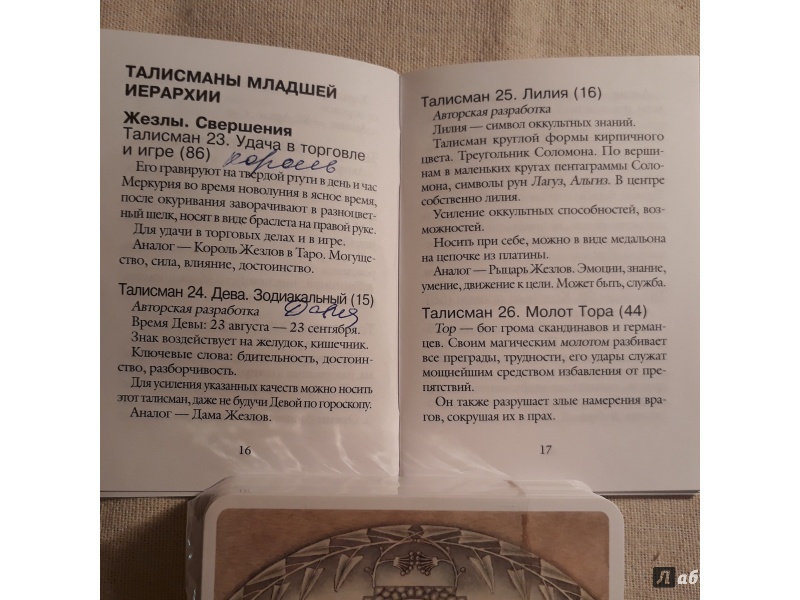 ТАЛИСМАНЫ МЛАДШЕЙ
ИЕРАРХИИ
Жезлы. Свершения
Талисман 23. Удача в торговле
и игре (86) король
Его гравируют на твердой ртути в день и час
Меркурия во время новолуния в ясное время,
после окуривания заворачивают в разноцвет-
ный шелк, носят в виде браслета на правой руке.
Для удачи в торговых делах и в игре.
Аналог — Король Жезлов в Таро. Могуще-
ство, сила, влияние, достоинство.
Талисман 24. Дева. Зодиакальный (15)
Авторская разработка
Время Девы: 23 августа — 23 сентября.
Знак воздействует на желудок, кишечник.
Ключевые слова: бдительность, достоин-
ство, разборчивость.
Для усиления указанных качеств можно носить
этот талисман, даже не будучи Девой по гороскопу.
Аналог — Дама Жезлов.
16
Талисман 25. Лилия (16)
Авторская разработка
Лилия — символ оккультных знаний.
Талисман круглой формы кирпичного
цвета. Треугольник Соломона. По верши-
нам в маленьких кругах пентаграммы Соло-
мона, символы рун Лагуз, Альгиз. В центре
собственно лилия.
Усиление оккультных способностей, воз-
можностей.
Носить при себе, можно в виде медальона
на цепочке из платины.
Аналог — Рыцарь Жезлов. Эмоции, знание,
умение, движение к цели. Может быть, служба.
Талисман 26. Молот Тора (44)
Тор — бог грома скандинавов и герман-
цев. Своим магическим молотом разбивает
все преграды, трудности, его удары служат
мощнейшим средством избавления от пре-
пятствий.
Он также разрушает злые намерения вра-
гов, сокрушая их в прах.
17